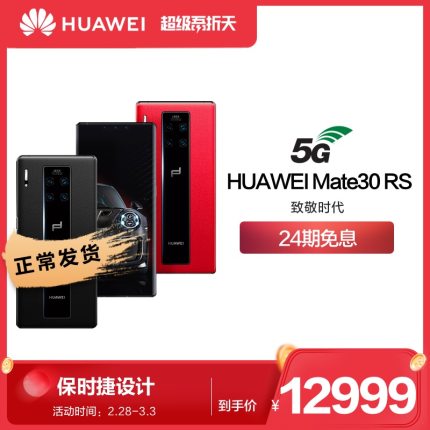 HUAWEI 超级吾折天
5G
HUAWEI Mate30 RS
致敬时代
24期免息
正常发货
HUAWEI
HUAWEI
保时捷设计
活动时间：2.28-3.3
到手价 ¥12999